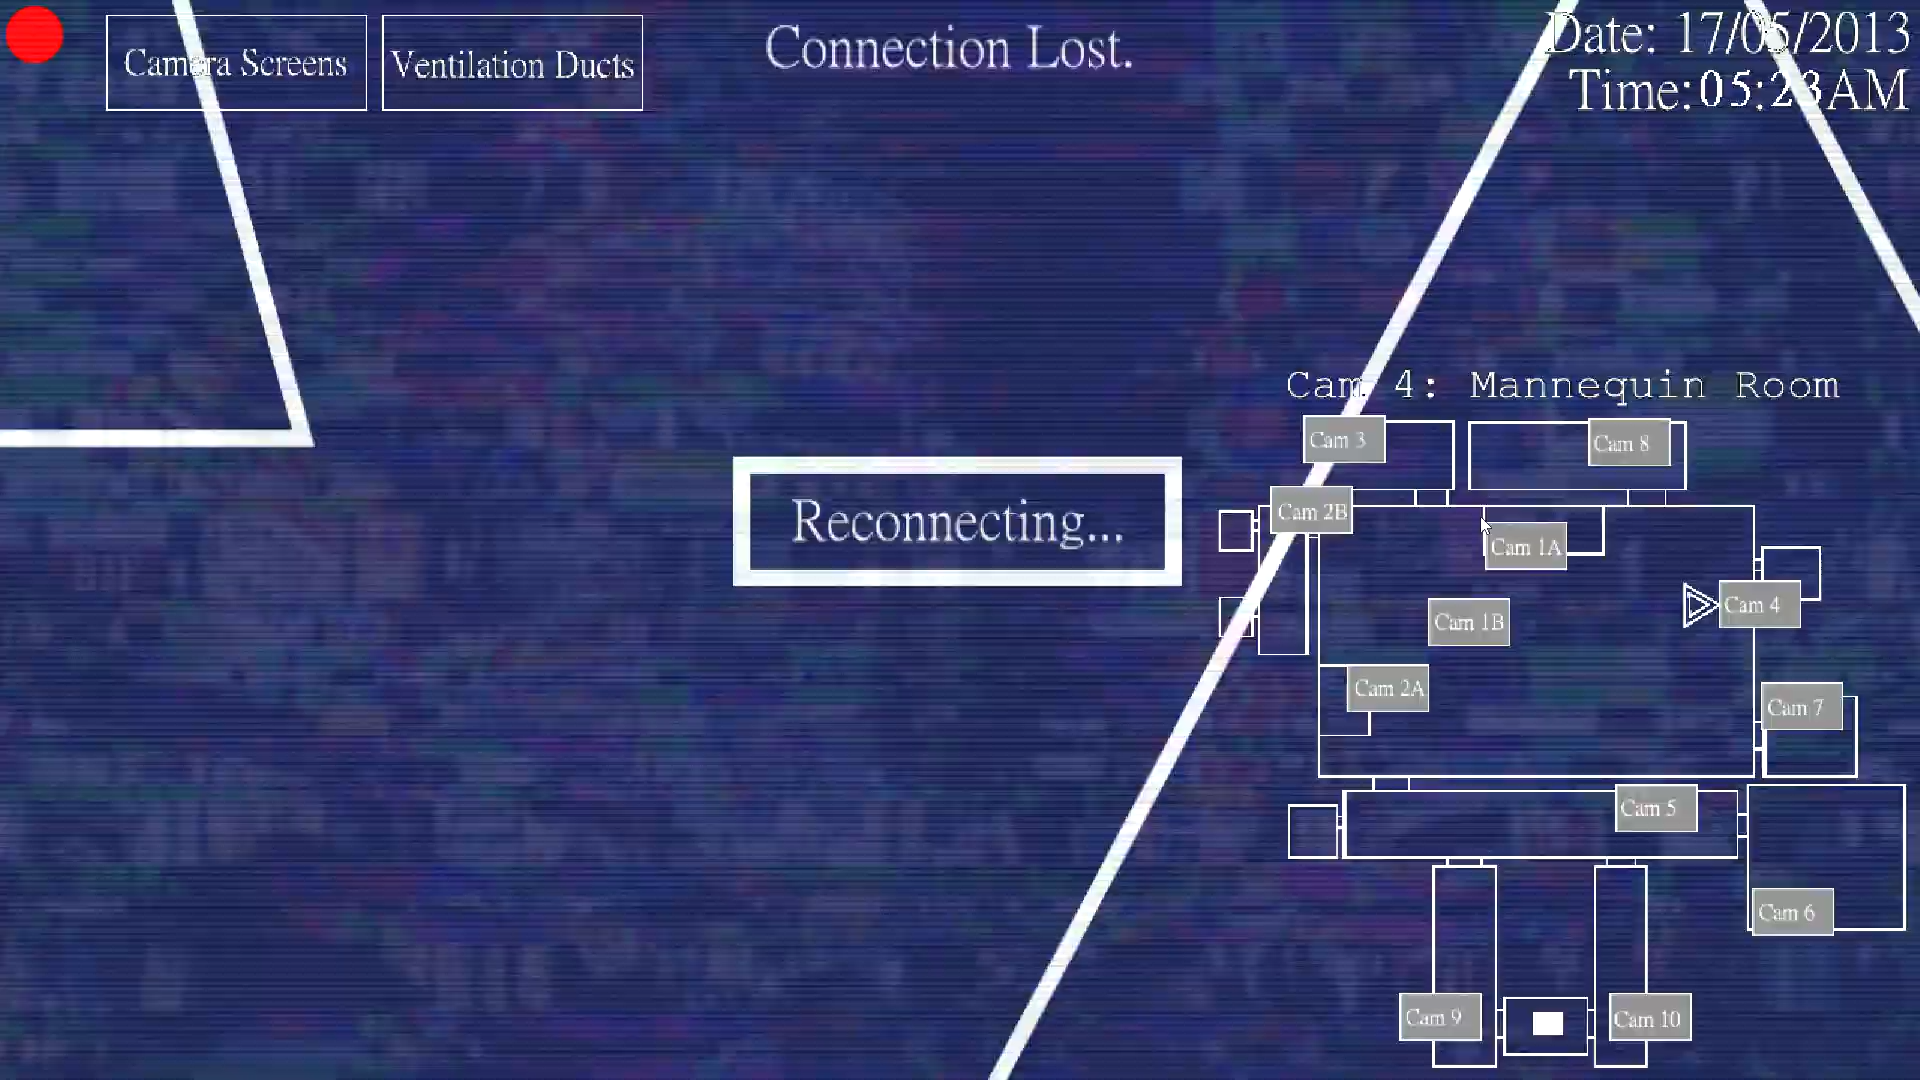 Camera Screens
Ventilation Ducts
Connection Lost.
Date: 17/05/2013
Time:05:23AM
Cam 4: Mannequin Room
Cam 3
Cam 8
Cam 2B
Reconnecting...
Cam 1A
Cam 4
Cam 1B
Cam 2A
Cam 7
Cam 5
Cam 6
Cam 9
Cam 10